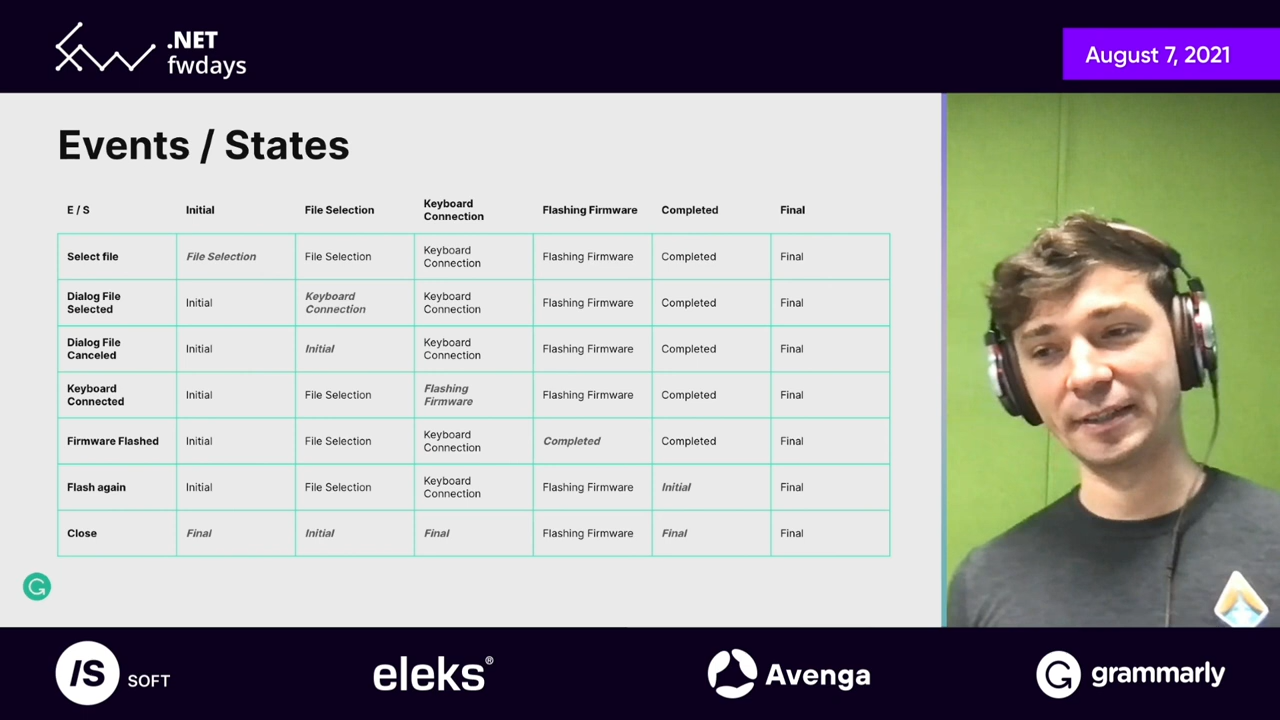 .NET
fwdays
August 7, 2021
Events / States
E / S Initial File Selection Keyboard Connection Flashing Firmware Completed Final
Select file File Selection File Selection Keyboard Connection Flashing Firmware Completed Final
Dialog File Selected Initial Keyboard Connection Keyboard Connection Flashing Firmware Completed Final
Dialog File Canceled Initial Initial Keyboard Connection Flashing Firmware Completed Final
Keyboard Connected Initial File Selection Flashing Firmware Flashing Firmware Completed Final
Firmware Flashed Initial File Selection Keyboard Connection Completed Completed Final
Flash again Initial File Selection Keyboard Connection Flashing Firmware Initial Final
Close Final Initial Final Flashing Firmware Final Final
IS SOFT
eleks®
Avenga
grammarly